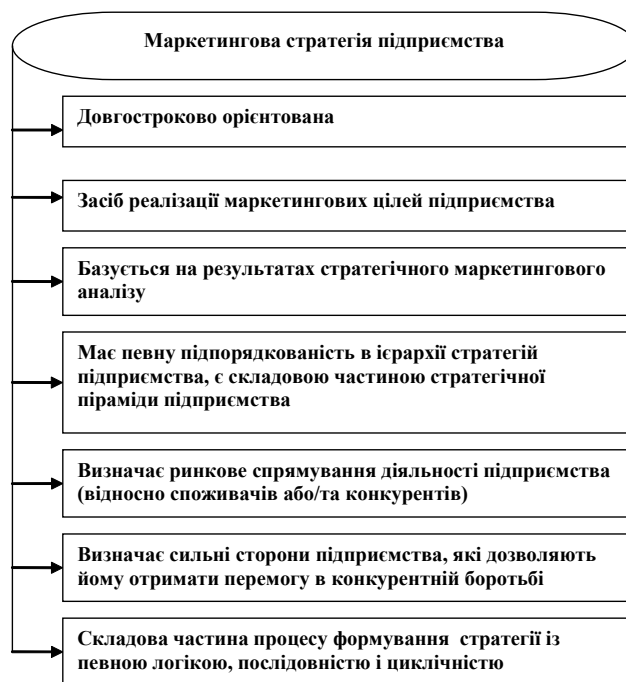 Маркетингова стратегія підприємства
Довгостроково орієнтована
Засіб реалізації маркетингових цілей підприємства
Базується на результатах стратегічного маркетингового
аналізу
Має певну підпорядкованість в ієрархії стратегій
підприємства, є складовою частиною стратегічної
піраміди підприємства
Визначає ринкове спрямування діяльності підприємства
(відносно споживачів або/та конкурентів)
Визначає сильні сторони підприємства, які дозволяють
йому отримати перемогу в конкурентній боротьбі
Складова частина процесу формування стратегії із
певною логікою, послідовністю і циклічністю